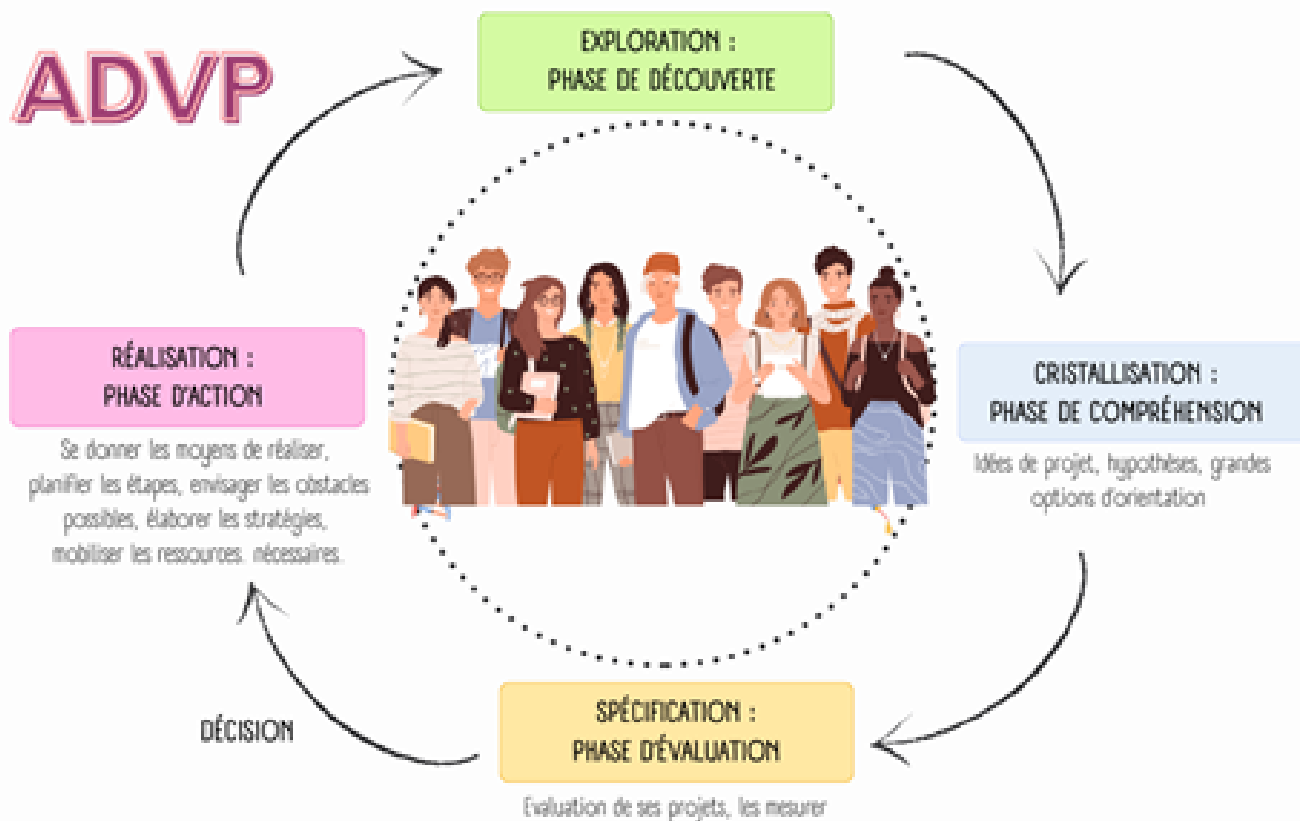 ADVP
EXPLORATION :
PHASE DE DÉCOUVERTE
CRISTALLISATION :
PHASE DE COMPRÉHENSION
Idées de projet, hypothèses, grandes
options d'orientation
SPÉCIFICATION :
PHASE D'ÉVALUATION
Evaluation de ses projets, les mesurer
DÉCISION
RÉALISATION :
PHASE D'ACTION
Se donner les moyens de réaliser,
planifier les étapes, envisager les obstacles
possibles, élaborer les stratégies,
mobiliser les ressources. nécessaires.